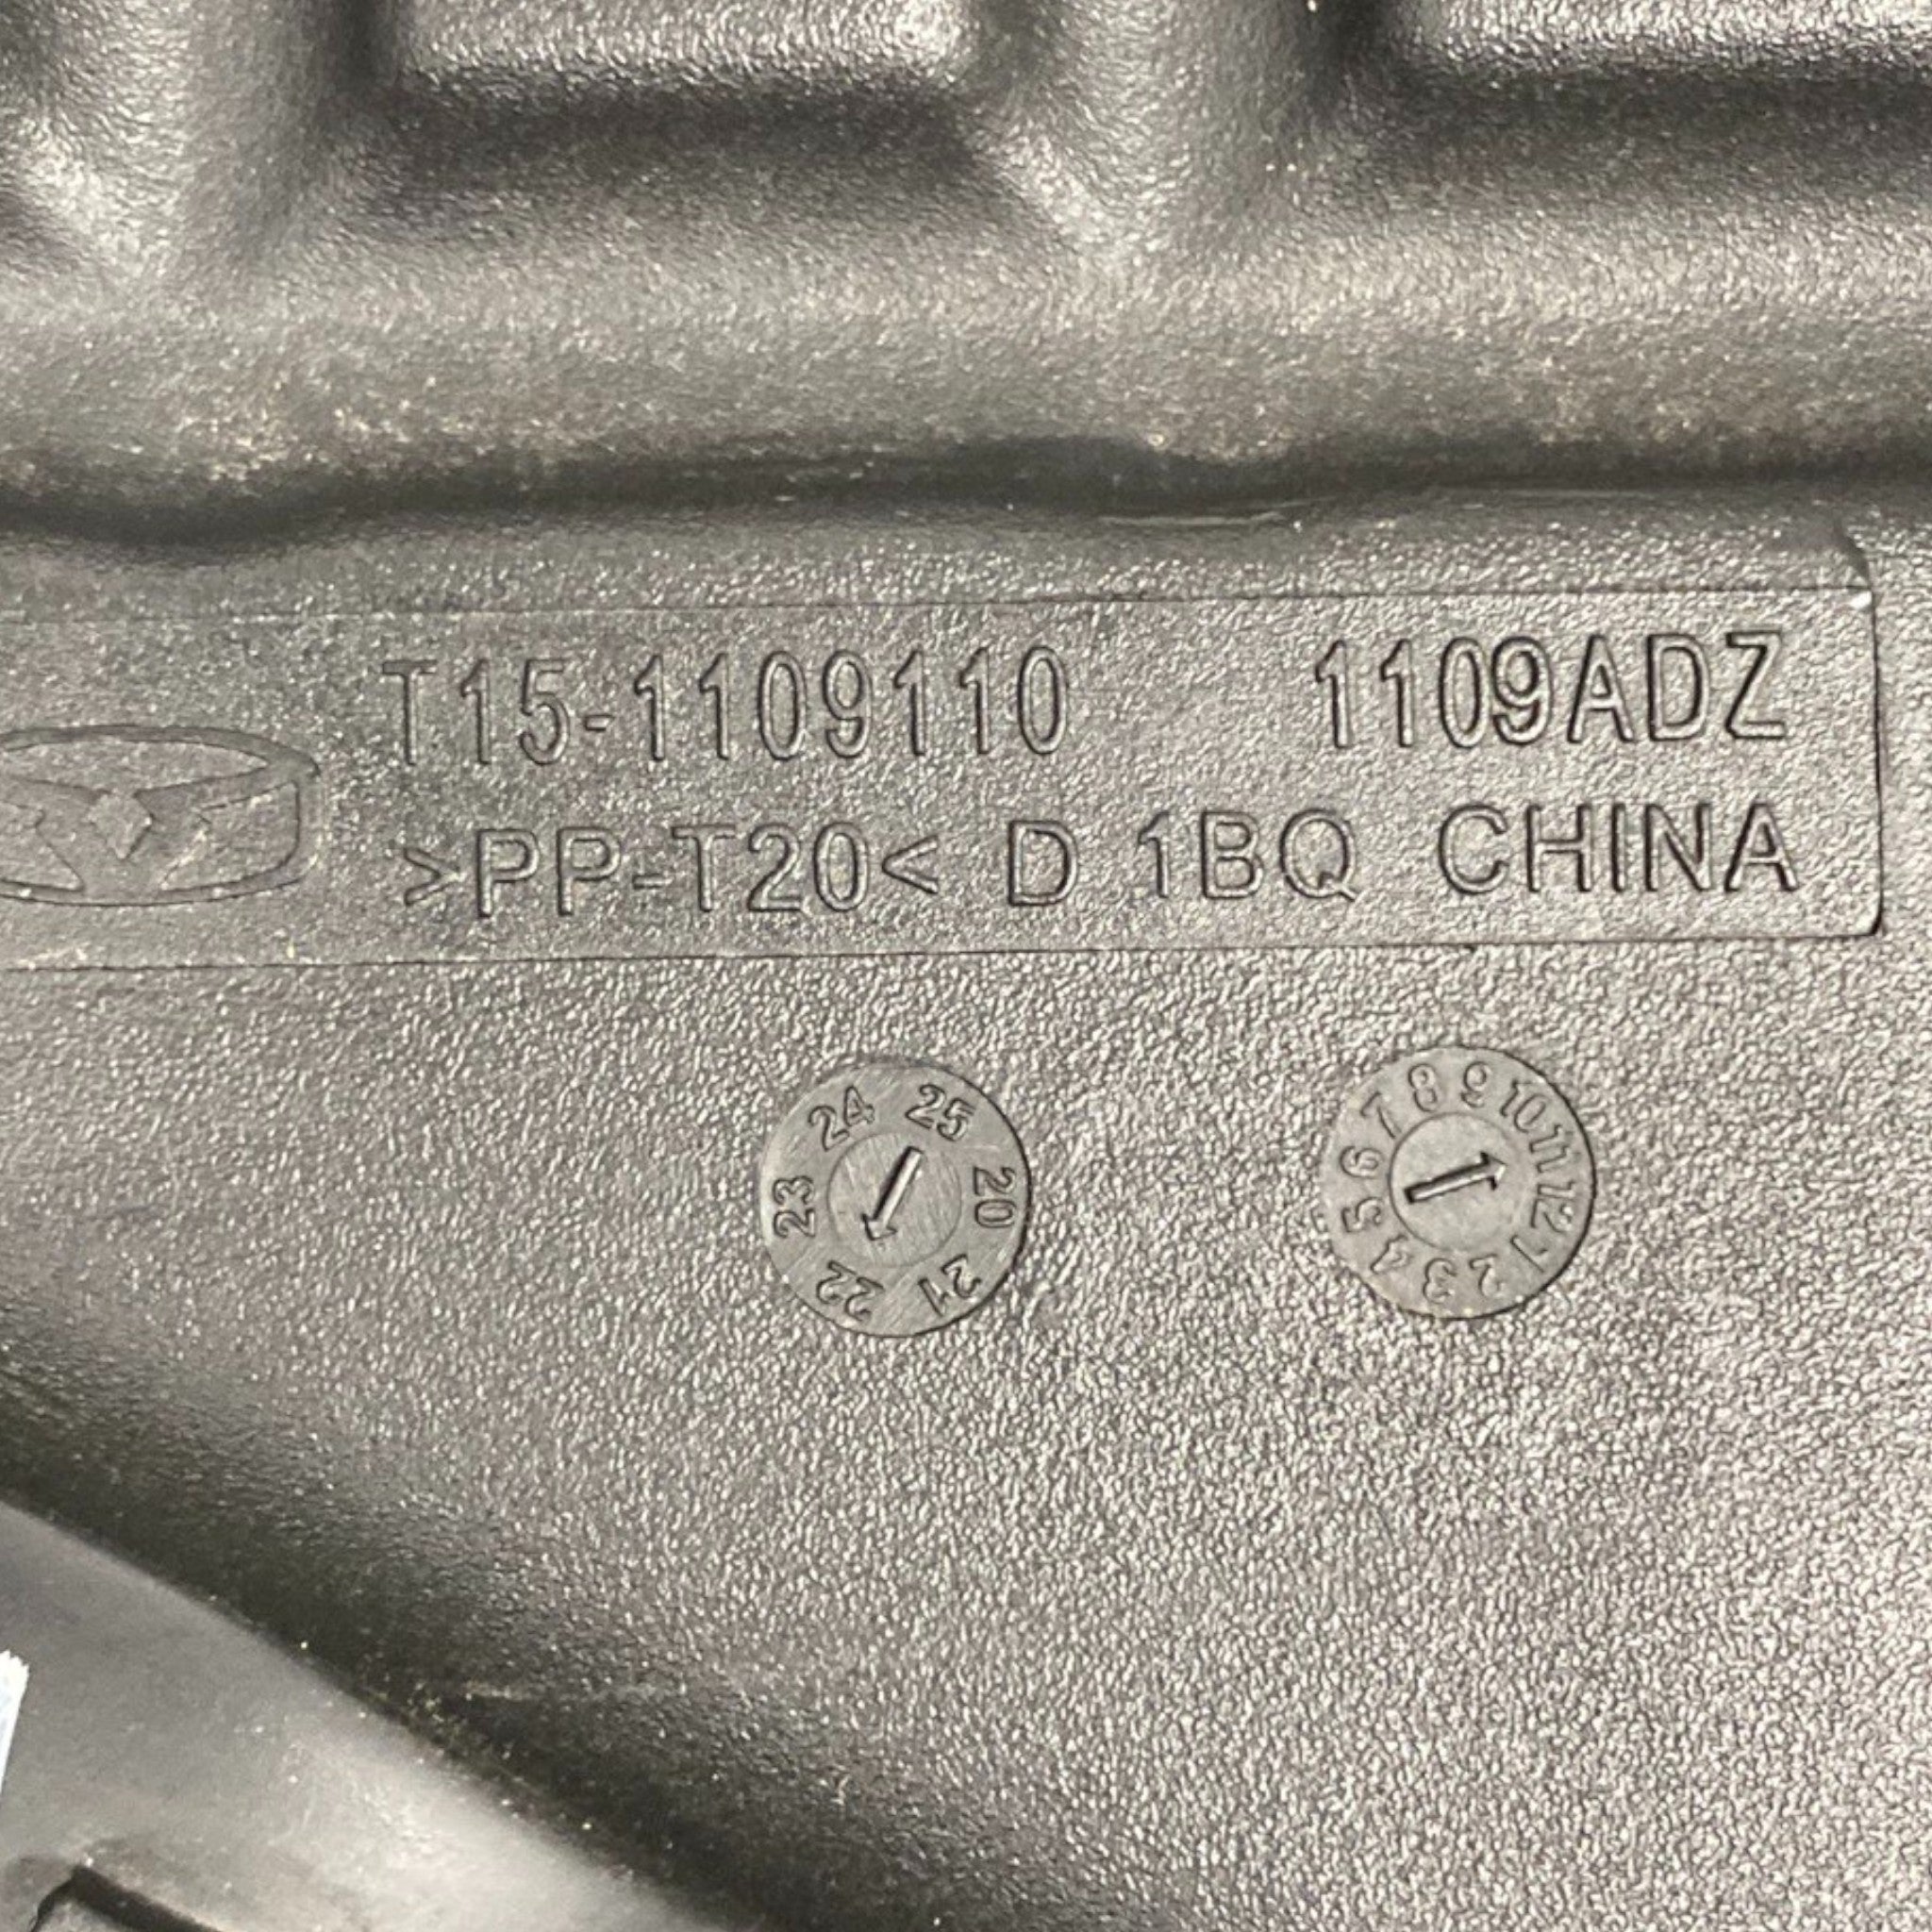 T15-1109110 1109ADZ
>PP-T20< D 1BQ CHINA
20 21 22 23 24 25
1 2 3 4 5 6 7 8 9 10 11 12